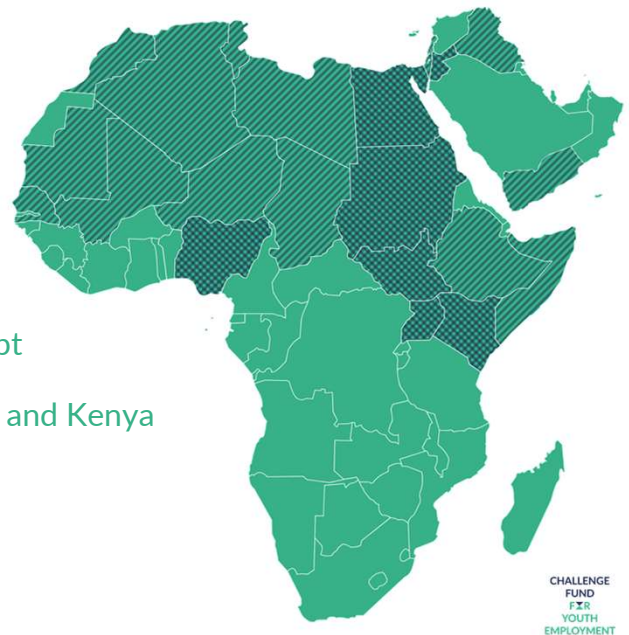 pt
and Kenya
CHALLENGE
FUND
FOR
YOUTH
EMPLOYMENT